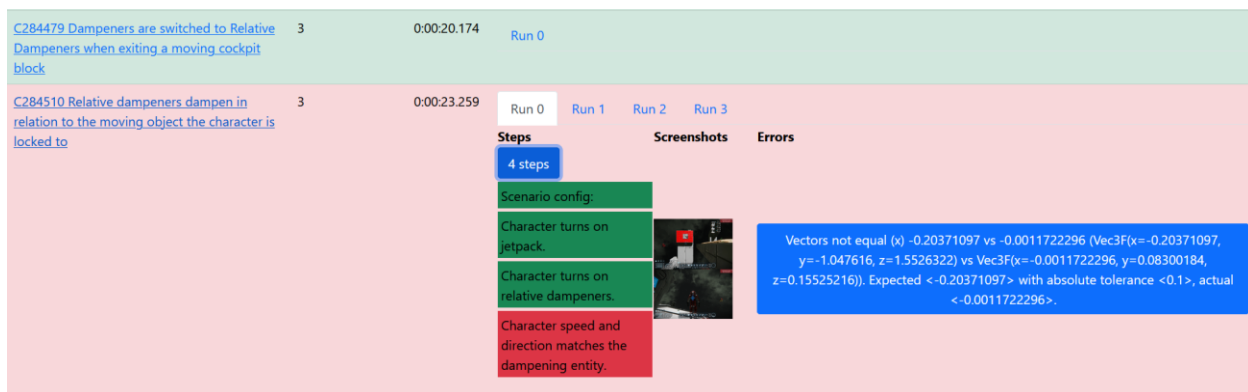 C284479 Dampeners are switched to Relative
Dampeners when exiting a moving cockpit
block
3
0:00:20.174
Run 0
C284510 Relative dampeners dampen in
relation to the moving object the character is
locked to
3
0:00:23.259
Run 0
Run 1
Run 2
Run 3
Steps
Screenshots
Errors
4 steps
Scenario config:
Character turns on
jetpack.
Character turns on
relative dampeners.
Character speed and
direction matches the
dampening entity.
Vectors not equal (x) -0.20371097 vs -0.0011722296 (Vec3F(x=-0.20371097,
y=-1.047616, z=1.5526322) vs Vec3F(x=-0.0011722296, y=0.08300184,
z=0.15525216)). Expected <-0.20371097> with absolute tolerance <0.1>, actual
<-0.0011722296>.